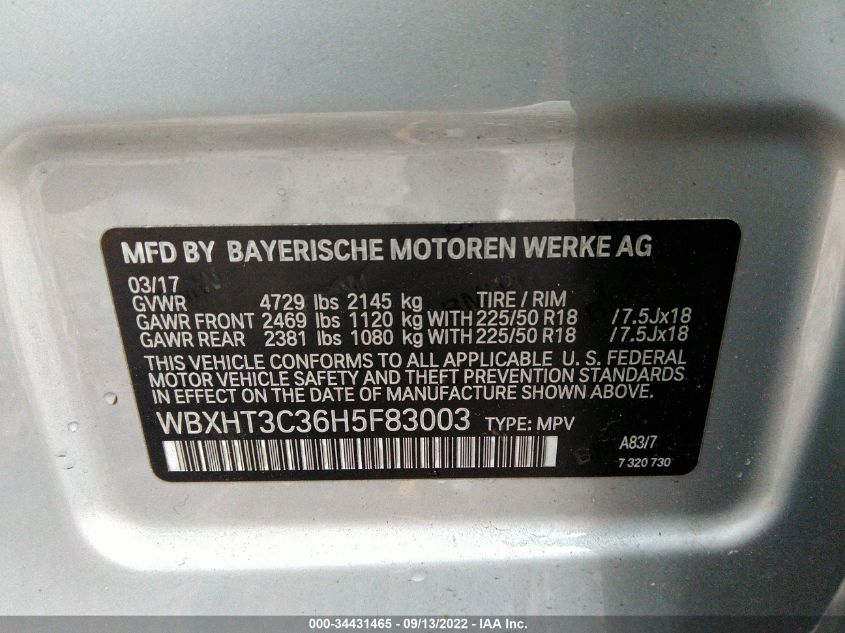 MFD BY BAYERISCHE MOTOREN WERKE AG
03/17
GVWR 4729 lbs 2145 kg TIRE / RIM
GAWR FRONT 2469 lbs 1120 kg WITH 225/50 R18 /7.5Jx18
GAWR REAR 2381 lbs 1080 kg WITH 225/50 R18 /7.5Jx18
THIS VEHICLE CONFORMS TO ALL APPLICABLE U. S. FEDERAL
MOTOR VEHICLE SAFETY AND THEFT PREVENTION STANDARDS
IN EFFECT ON THE DATE OF MANUFACTURE SHOWN ABOVE.
WBXHT3C36H5F83003 TYPE: MPV
A83/7
7 320 730
000-34431465 - 09/13/2022 - IAA Inc.